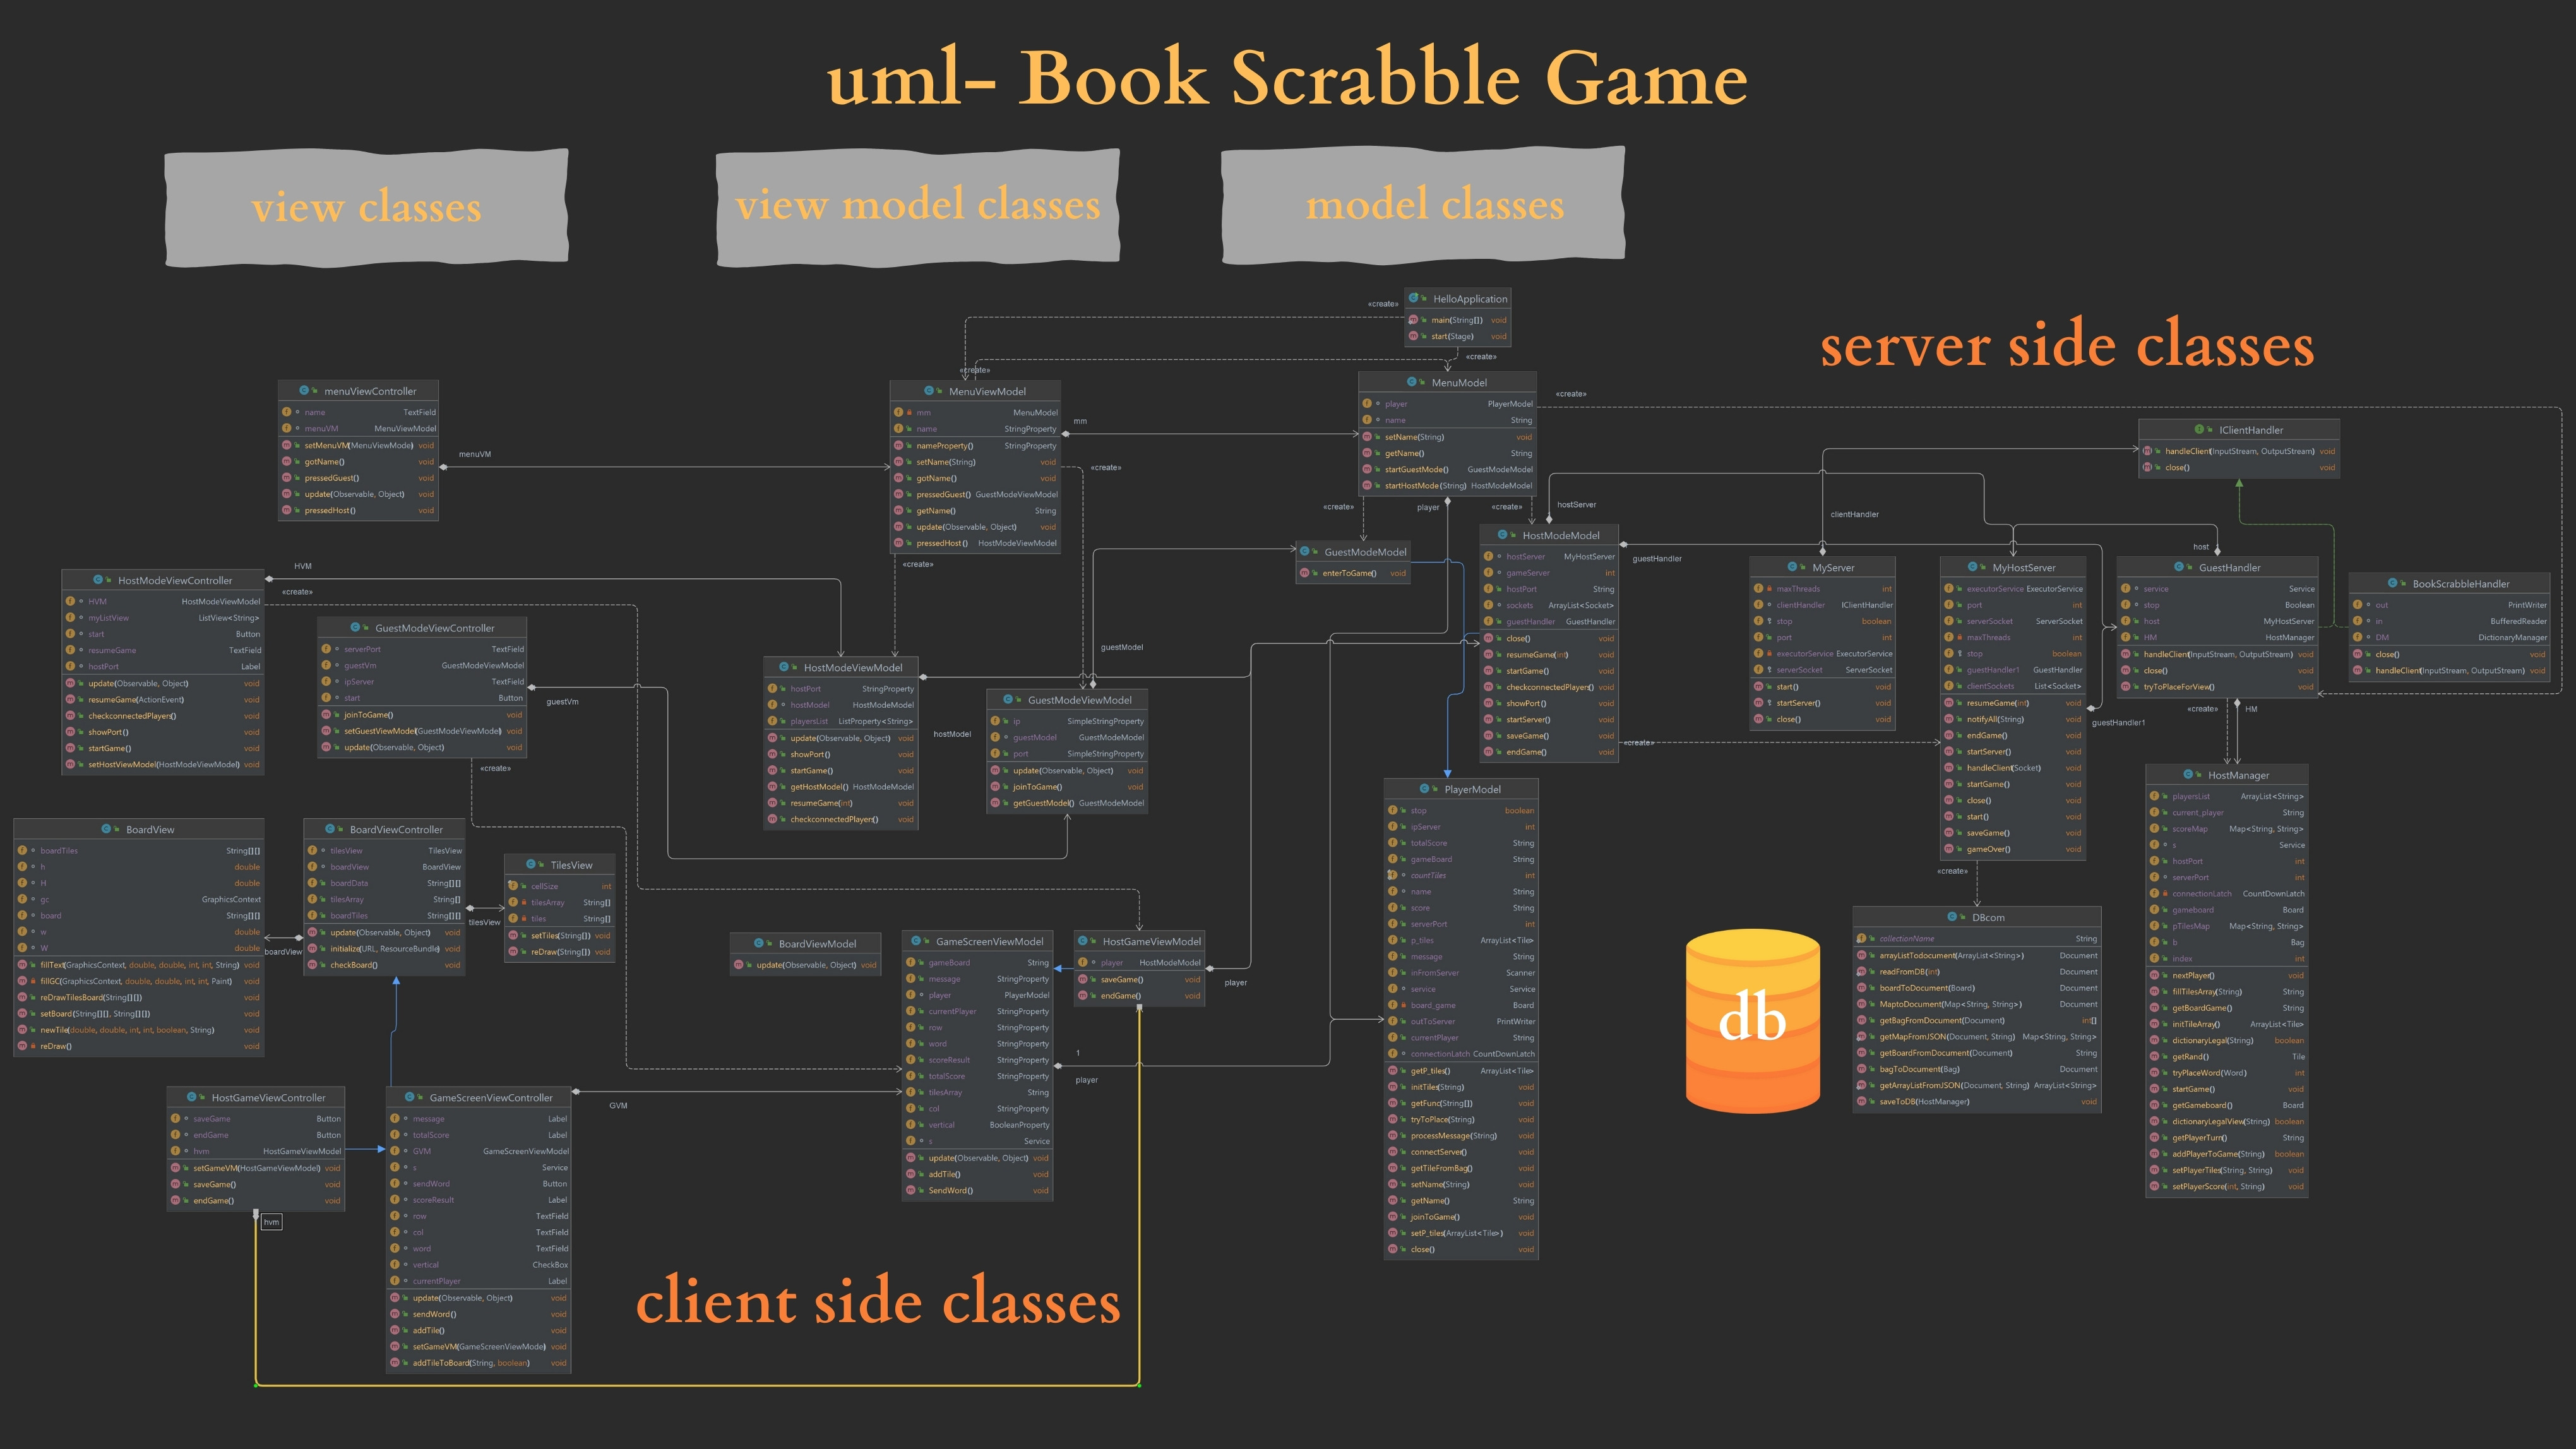 uml- Book Scrabble Game
view classes
view model classes
model classes
server side classes
client side classes
db
HelloApplication
main(String[]) void
start(Stage) void
«create»
«create»
«create»
menuViewController
name TextField
menuVM MenuViewModel
setMenuVM(MenuViewMode) void
gotName() void
pressedGuest() void
update(Observable, Object) void
pressedHost() void
menuVM
MenuViewModel
mm MenuModel
name StringProperty
nameProperty() StringProperty
setName(String) void
gotName() void
pressedGuest() GuestModeViewModel
getName() String
update(Observable, Object) void
pressedHost() HostModeViewModel
mm
«create»
«create»
MenuModel
player PlayerModel
name String
setName(String) void
getName() String
startGuestMode() GuestModeModel
startHostMode(String) HostModeModel
«create»
«create»
player
«create»
hostServer
IClientHandler
handleClient(InputStream, OutputStream) void
close() void
clientHandler
GuestModeModel
enterToGame() void
HostModeModel
hostServer MyHostServer
gameServer int
hostPort String
sockets ArrayList<Socket>
guestHandler GuestHandler
close() void
resumeGame(int) void
startGame() void
checkconnectedPlayers() void
showPort() void
startServer() void
saveGame() void
endGame() void
guestHandler
«create»
MyServer
maxThreads int
clientHandler IClientHandler
stop boolean
port int
executorService ExecutorService
serverSocket ServerSocket
start() void
startServer() void
close() void
MyHostServer
executorService ExecutorService
port int
serverSocket ServerSocket
maxThreads int
stop boolean
guestHandler1 GuestHandler
clientSockets List<Socket>
resumeGame(int) void
notifyAll(String) void
endGame() void
startServer() void
handleClient(Socket) void
startGame() void
close() void
start() void
saveGame() void
gameOver() void
guestHandler1
«create»
host
GuestHandler
service Service
stop Boolean
host MyHostServer
HM HostManager
handleClient(InputStream, OutputStream) void
close() void
tryToPlaceForView() void
«create»
HM
BookScrabbleHandler
out PrintWriter
in BufferedReader
DM DictionaryManager
close() void
handleClient(InputStream, OutputStream) void
HostModeViewController
HVM HostModeViewModel
myListView ListView<String>
start Button
resumeGame TextField
hostPort Label
update(Observable, Object) void
resumeGame(ActionEvent) void
checkconnectedPlayers() void
showPort() void
startGame() void
setHostViewModel(HostModeViewModel) void
HVM
«create»
GuestModeViewController
serverPort TextField
guestVm GuestModeViewModel
ipServer TextField
start Button
joinToGame() void
setGuestViewModel(GuestModeViewModel) void
update(Observable, Object) void
guestVm
«create»
HostModeViewModel
hostPort StringProperty
hostModel HostModeModel
playersList ListProperty<String>
update(Observable, Object) void
showPort() void
startGame() void
getHostModel() HostModeModel
resumeGame(int) void
checkconnectedPlayers() void
hostModel
guestModel
GuestModeViewModel
ip SimpleStringProperty
guestModel GuestModeModel
port SimpleStringProperty
update(Observable, Object) void
joinToGame() void
getGuestModel() GuestModeModel
PlayerModel
stop boolean
ipServer int
totalScore String
gameBoard String
countTiles int
name String
score String
serverPort int
p_tiles ArrayList<Tile>
message String
inFromServer Scanner
service Service
board_game Board
outToServer PrintWriter
currentPlayer String
connectionLatch CountDownLatch
getP_tiles() ArrayList<Tile>
initTiles(String) void
getFunc(String[]) void
tryToPlace(String) void
processMessage(String) void
connectServer() void
getTileFromBag() void
setName(String) void
getName() String
joinToGame() void
setP_tiles(ArrayList<Tile>) void
close() void
HostManager
playersList ArrayList<String>
current_player String
scoreMap Map<String, String>
s Service
hostPort int
serverPort int
connectionLatch CountDownLatch
gameboard Board
pTilesMap Map<String, String>
b Bag
index int
nextPlayer() void
fillTilesArray(String) String
getBoardGame() String
initTileArray() ArrayList<Tile>
dictionaryLegal(String) boolean
getRand() Tile
tryPlaceWord(Word) int
startGame() void
getGameboard() Board
dictionaryLegalView(String) boolean
getPlayerTurn() String
addPlayerToGame(String) boolean
setPlayerTiles(String, String) void
setPlayerScore(int, String) void
DBcom
collectionName String
arrayListTodocument(ArrayList<String>) Document
readFromDB(int) Document
boardToDocument(Board) Document
MaptoDocument(Map<String, String>) Document
getBagFromDocument(Document) int[]
getMapFromJSON(Document, String) Map<String, String>
getBoardFromDocument(Document) String
bagToDocument(Bag) Document
getArrayListFromJSON(Document, String) ArrayList<String>
saveToDB(HostManager) void
BoardView
boardTiles String[][]
h double
H double
gc GraphicsContext
board String[][]
w double
W double
fillText(GraphicsContext, double, double, int, int, String) void
fillGC(GraphicsContext, double, double, int, int, Paint) void
reDrawTilesBoard(String[][]) void
setBoard(String[][], String[][]) void
newTile(double, double, int, int, boolean, String) void
reDraw() void
boardView
BoardViewController
tilesView TilesView
boardView BoardView
boardData String[][]
tilesArray String[]
boardTiles String[][]
update(Observable, Object) void
initialize(URL, ResourceBundle) void
checkBoard() void
tilesView
TilesView
cellSize int
tilesArray String[]
tiles String[]
setTiles(String[]) void
reDraw(String[]) void
BoardViewModel
update(Observable, Object) void
GameScreenViewModel
gameBoard String
message StringProperty
player PlayerModel
currentPlayer StringProperty
row StringProperty
word StringProperty
scoreResult StringProperty
totalScore StringProperty
tilesArray String
col StringProperty
vertical BooleanProperty
s Service
update(Observable, Object) void
addTile() void
SendWord() void
1
player
HostGameViewModel
player HostModeModel
saveGame() void
endGame() void
player
HostGameViewController
saveGame Button
endGame Button
hvm HostGameViewModel
setGameVM(HostGameViewModel) void
saveGame() void
endGame() void
hvm
GameScreenViewController
message Label
totalScore Label
GVM GameScreenViewModel
s Service
sendWord Button
scoreResult Label
row TextField
col TextField
word TextField
vertical CheckBox
currentPlayer Label
update(Observable, Object) void
sendWord() void
addTile() void
setGameVM(GameScreenViewMode) void
addTileToBoard(String, boolean) void
GVM